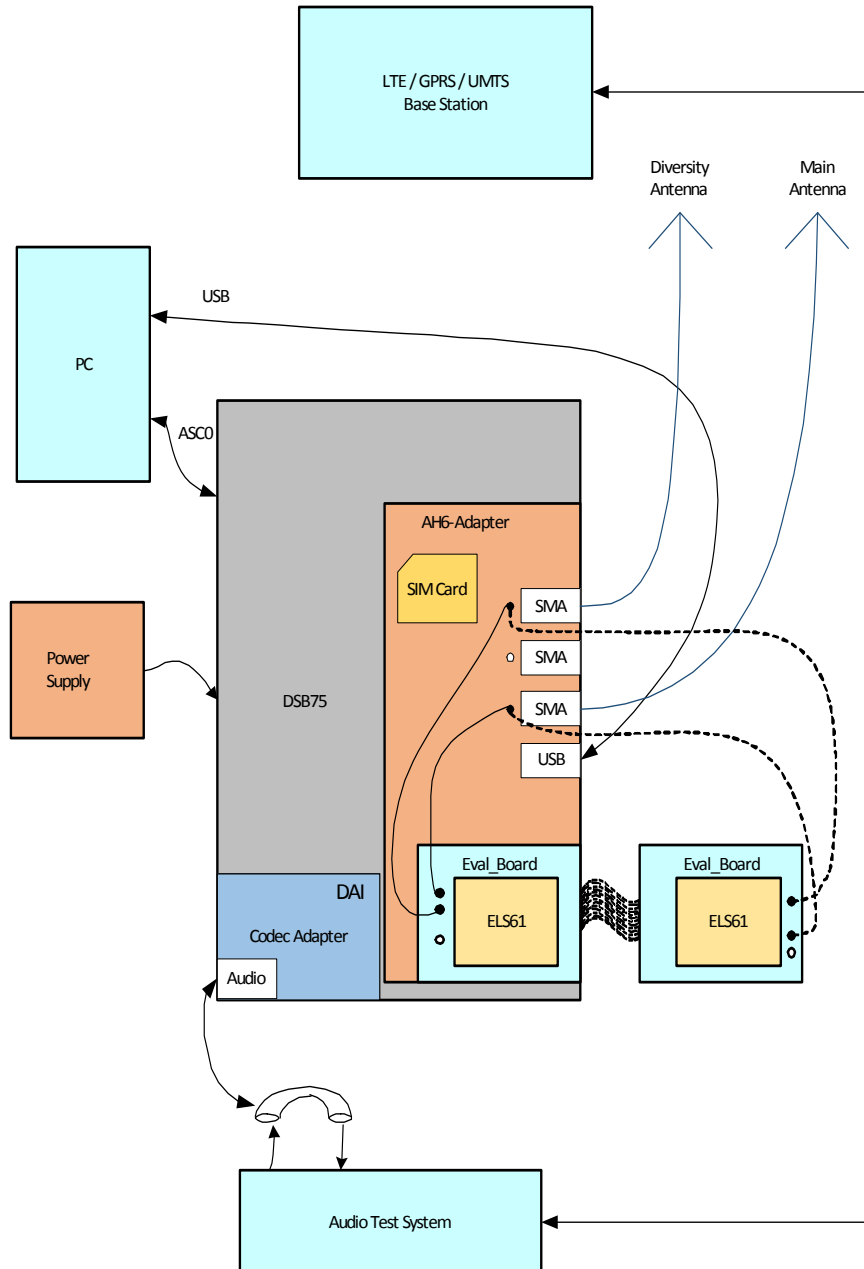 LTE / GPRS / UMTS
Base Station
Diversity
Antenna
Main
Antenna
USB
PC
ASC0
AH6-Adapter
SIM Card
SMA
SMA
SMA
USB
Power
Supply
DSB75
Eval_Board
ELS61
Eval_Board
ELS61
DAI
Codec Adapter
Audio
Audio Test System